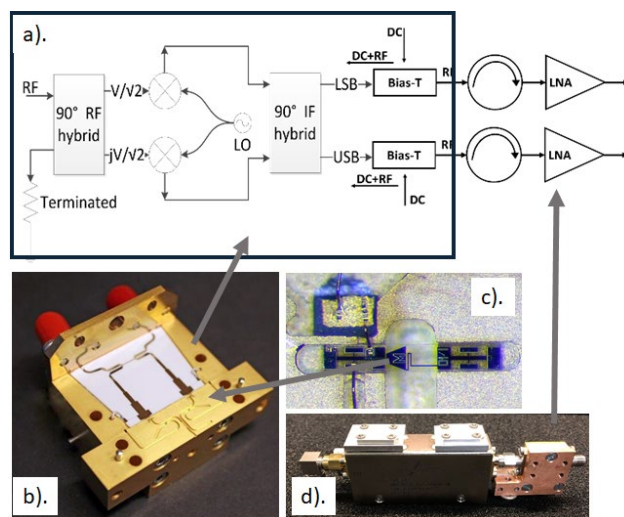 a).
DC
DC+RF
RF
90° RF
hybrid
V/√2
jV/√2
LO
90° IF
hybrid
LSB
Bias-T
RF
LNA
USB
Bias-T
RF
LNA
DC+RF
DC
Terminated
b).
c).
d).